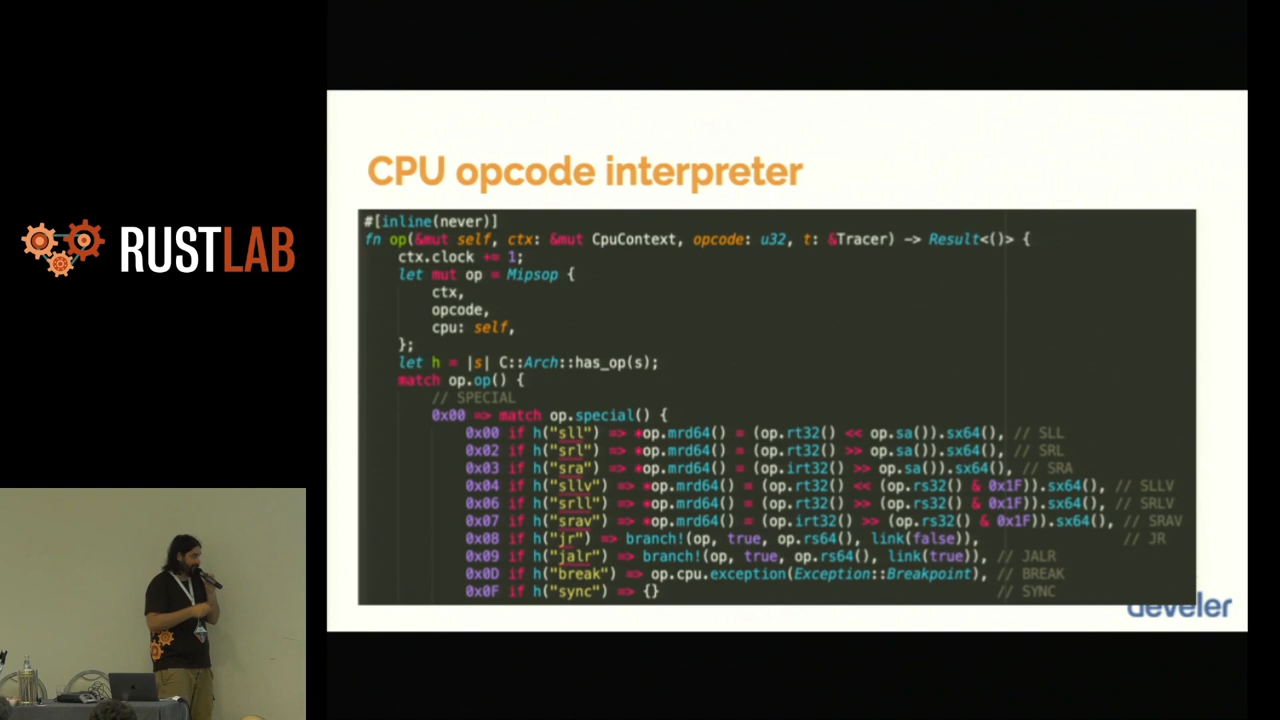 RUSTLAB
CPU opcode interpreter
#[inline(never)]
fn op(&mut self, ctx: &mut CpuContext, opcode: u32, t: &Tracer) -> Result<()> {
ctx.clock += 1;
let mut op = Mipsop {
ctx,
opcode,
cpu: self,
};
let h = |s| C::Arch::has_op(s);
match op.op() {
// SPECIAL
0x00 => match op.special() {
0x00 if h("sll") => *op.mrd64() = (op.rt32() << op.sa()).sx64(), // SLL
0x02 if h("srl") => *op.mrd64() = (op.rt32() >> op.sa()).sx64(), // SRL
0x03 if h("sra") => *op.mrd64() = (op.irt32() >> op.sa()).sx64(), // SRA
0x04 if h("sllv") => *op.mrd64() = (op.rt32() << (op.rs32() & 0x1F)).sx64(), // SLLV
0x06 if h("srlv") => *op.mrd64() = (op.rt32() >> (op.rs32() & 0x1F)).sx64(), // SRLV
0x07 if h("srav") => *op.mrd64() = (op.irt32() >> (op.rs32() & 0x1F)).sx64(), // SRAV
0x08 if h("jr") => branch!(op, true, op.rs64(), link(false)), // JR
0x09 if h("jalr") => branch!(op, true, op.rs64(), link(true)), // JALR
0x0D if h("break") => op.cpu.exception(Exception::Breakpoint), // BREAK
0x0F if h("sync") => {} // SYNC
develer